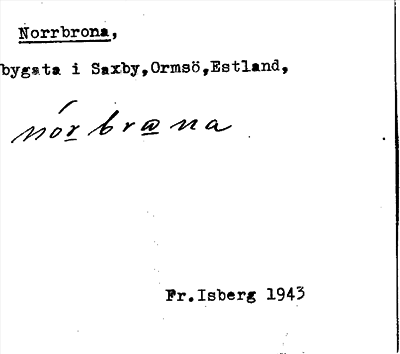 Norrbrona,
bygata i Saxby,Ormsö,Estland,
nórbrana
Fr.Isberg 1943